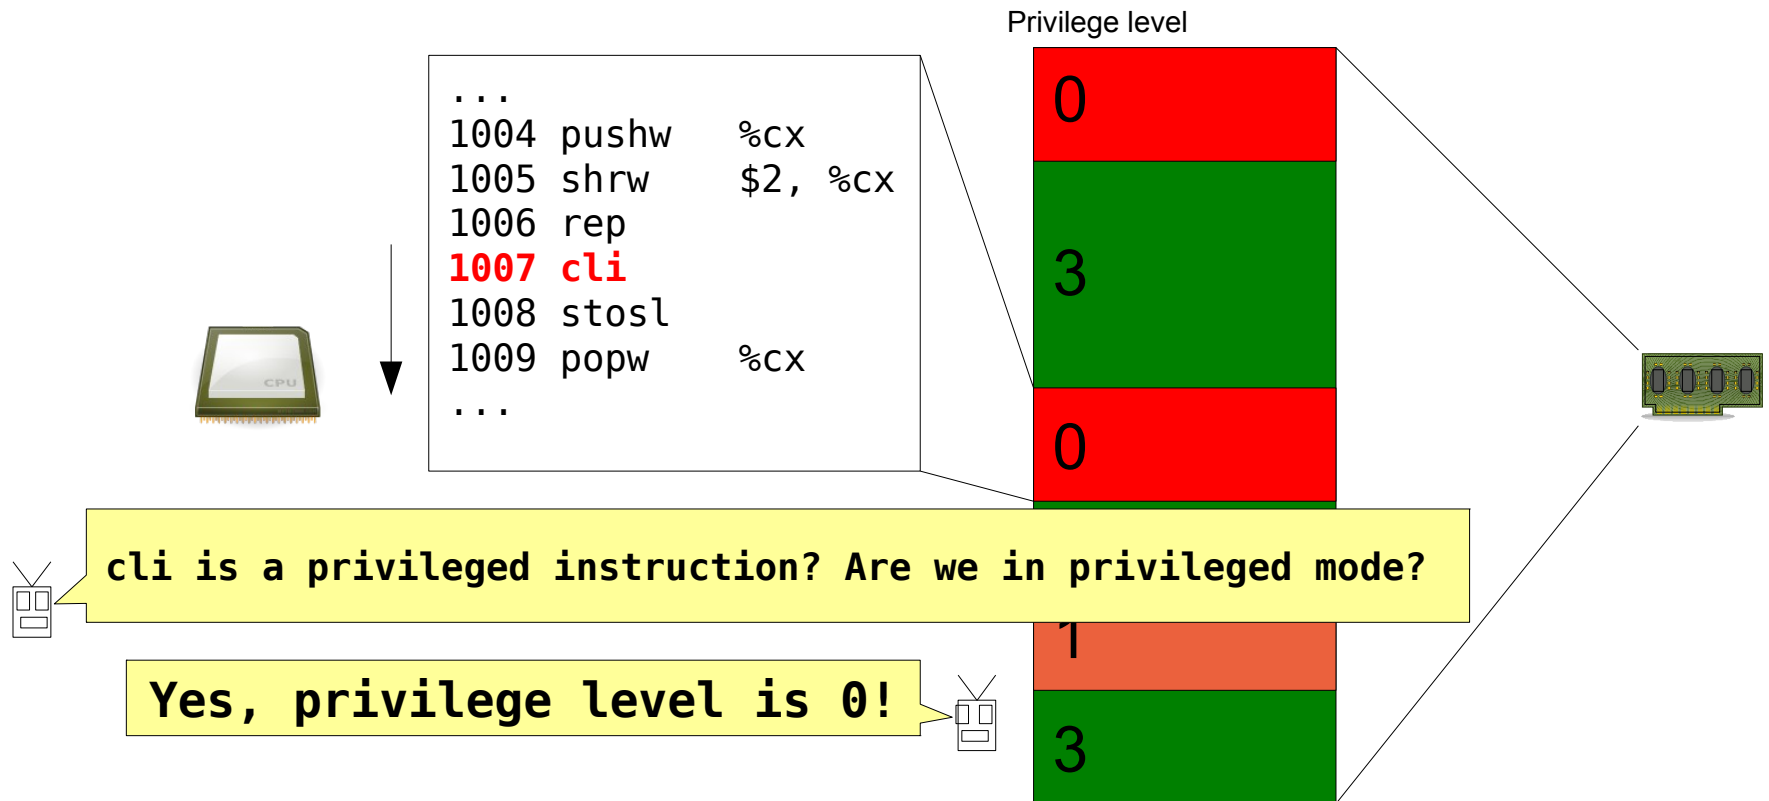 Privilege level
...
1004 pushw %cx
1005 shrw $2, %cx
1006 rep
1007 cli
1008 stosl
1009 popw %cx
...
0
3
0
CPU
cli is a privileged instruction? Are we in privileged mode?
1
Yes, privilege level is 0!
3